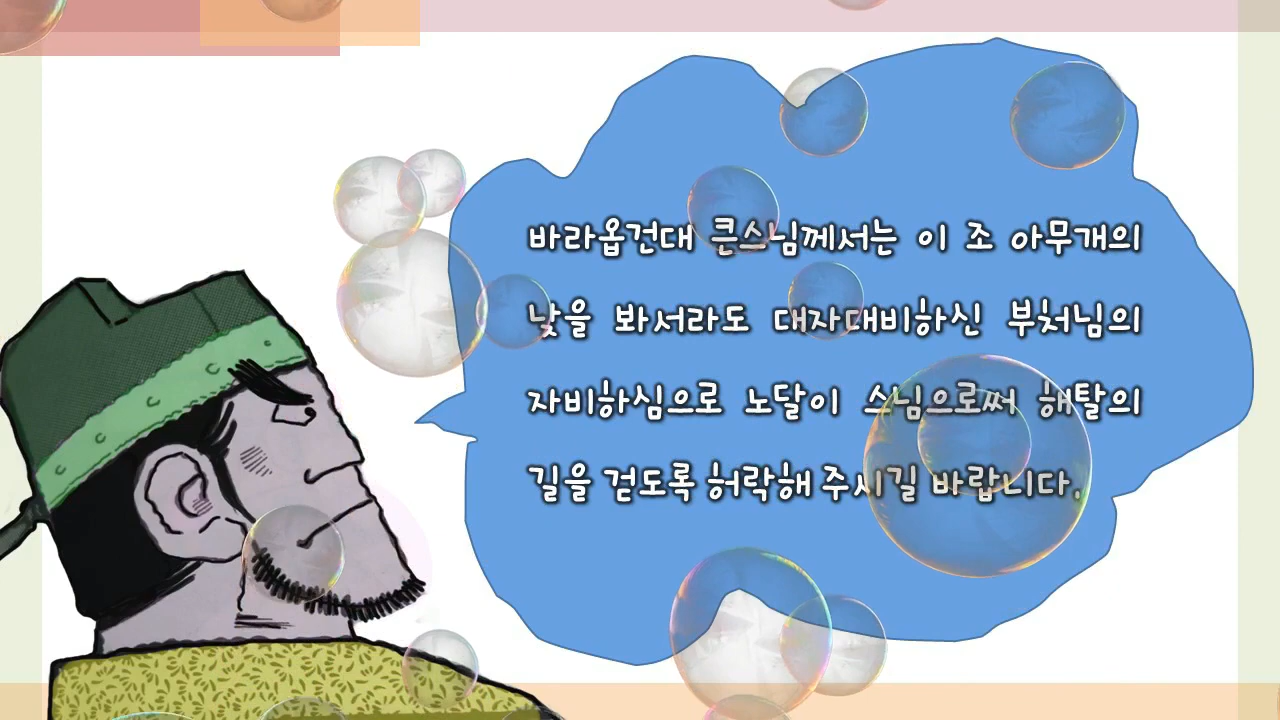 바라옵건대 큰스님께서는 이 조 아무개의
낯을 봐서라도 대자대비하신 부처님의
자비하심으로 노달이 스님으로써 해탈의
길을 걷도록 허락해 주시길 바랍니다.